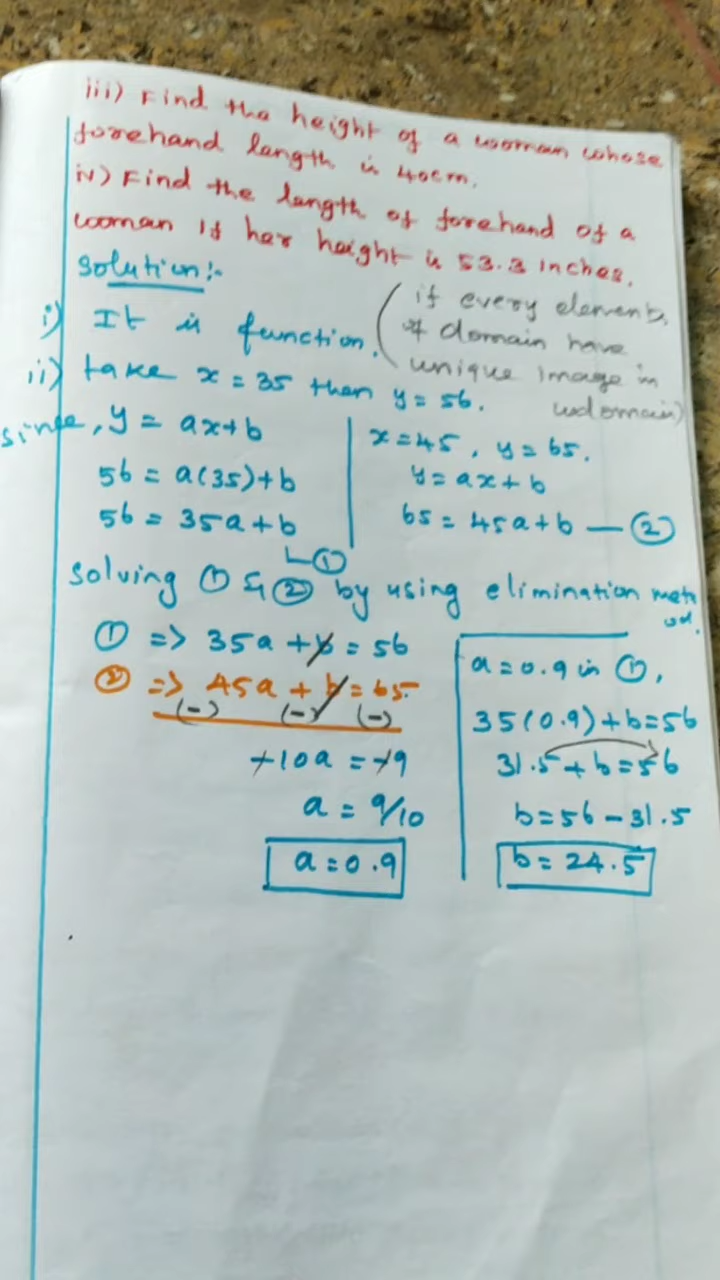 iii) Find the height of a woman whose
forehand length is 40cm.
iv) Find the length of forehand of a
woman if her height is 53.3 inches.
Solution:-
i) It is function. (if every element
of domain have
unique image in
codomain)
ii) take x = 35 then y = 56.
since, y = ax+b
56 = a(35)+b
56 = 35a+b
①
x=45, y=65.
y=ax+b
65 = 45a+b — ②
Solving ① & ② by using elimination meth
od.
① => 35a + b = 56
② => 45a + b = 65
(-) (-) (-)
+10a = +9
a = 9/10
a = 0.9
a = 0.9 in ①,
35(0.9)+b=56
31.5+b=56
b=56-31.5
b= 24.5